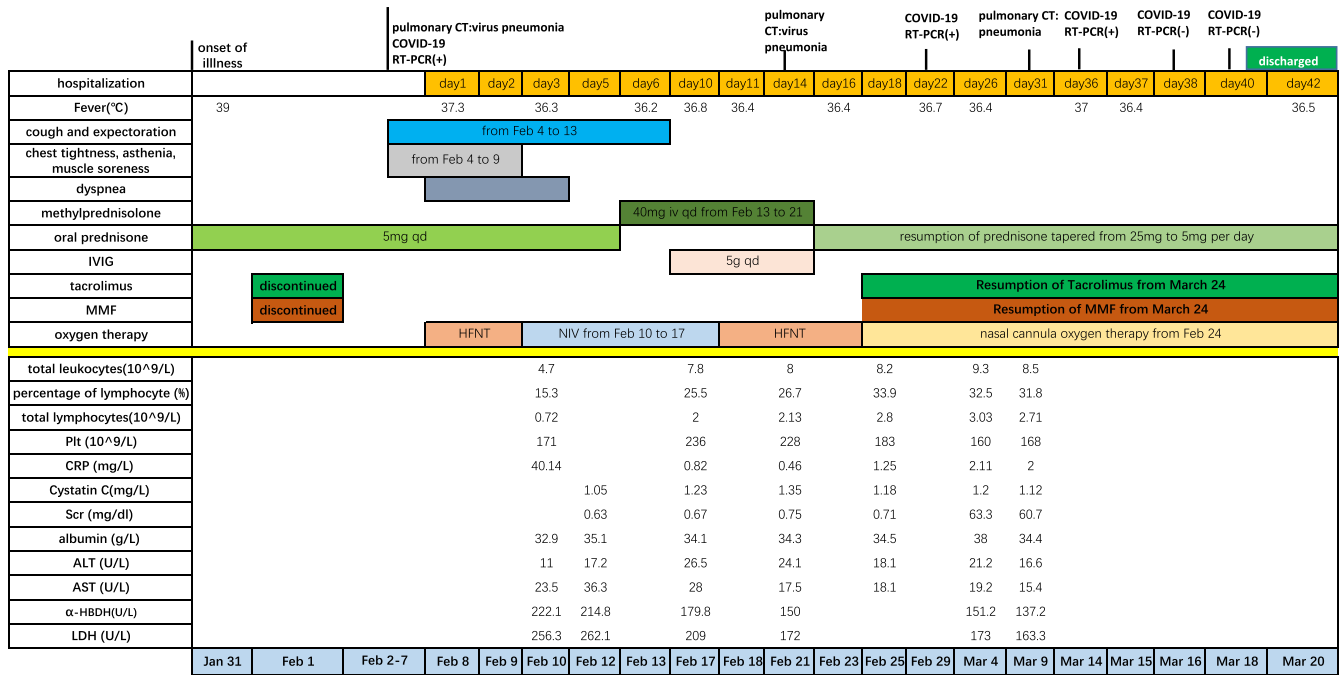 onset of
illlness
pulmonary CT:virus pneumonia
COVID-19
RT-PCR(+)
pulmonary
CT:virus
pneumonia
COVID-19
RT-PCR(+)
pulmonary CT:
pneumonia
COVID-19
RT-PCR(+)
COVID-19
RT-PCR(-)
COVID-19
RT-PCR(-)
discharged
hospitalization day1 day2 day3 day5 day6 day10 day11 day14 day16 day18 day22 day26 day31 day36 day37 day38 day40 day42
Fever(℃) 39 37.3 36.3 36.2 36.8 36.4 36.4 36.7 36.4 37 36.4 36.5
cough and expectoration from Feb 4 to 13
chest tightness, asthenia,
muscle soreness
from Feb 4 to 9
dyspnea
methylprednisolone 40mg iv qd from Feb 13 to 21
oral prednisone 5mg qd resumption of prednisone tapered from 25mg to 5mg per day
IVIG 5g qd
tacrolimus discontinued Resumption of Tacrolimus from March 24
MMF discontinued Resumption of MMF from March 24
oxygen therapy HFNT NIV from Feb 10 to 17 HFNT nasal cannula oxygen therapy from Feb 24
total leukocytes(10^9/L) 4.7 7.8 8 8.2 9.3 8.5
percentage of lymphocyte (%) 15.3 25.5 26.7 33.9 32.5 31.8
total lymphocytes(10^9/L) 0.72 2 2.13 2.8 3.03 2.71
Plt (10^9/L) 171 236 228 183 160 168
CRP (mg/L) 40.14 0.82 0.46 1.25 2.11 2
Cystatin C(mg/L) 1.05 1.23 1.35 1.18 1.2 1.12
Scr (mg/dl) 0.63 0.67 0.75 0.71 63.3 60.7
albumin (g/L) 32.9 35.1 34.1 34.3 34.5 38 34.4
ALT (U/L) 11 17.2 26.5 24.1 18.1 21.2 16.6
AST (U/L) 23.5 36.3 28 17.5 18.1 19.2 15.4
α-HBDH(U/L) 222.1 214.8 179.8 150 151.2 137.2
LDH (U/L) 256.3 262.1 209 172 173 163.3
Jan 31 Feb 1 Feb 2-7 Feb 8 Feb 9 Feb 10 Feb 12 Feb 13 Feb 17 Feb 18 Feb 21 Feb 23 Feb 25 Feb 29 Mar 4 Mar 9 Mar 14 Mar 15 Mar 16 Mar 18 Mar 20